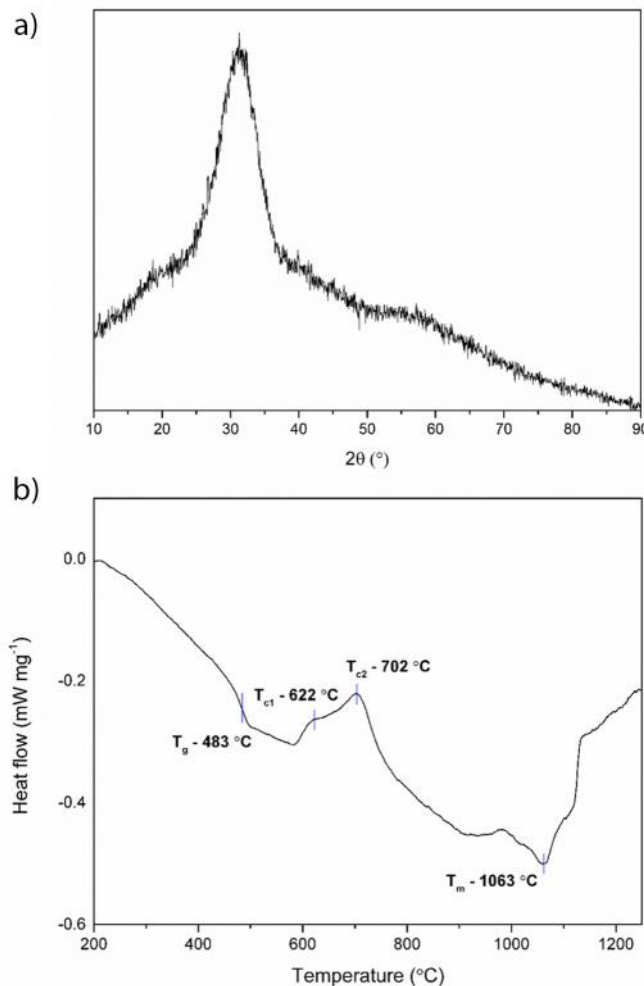 a)
10 20 30 40 50 60 70 80 90
2θ (°)
b)
0.0
-0.2
-0.4
-0.6
Heat flow (mW mg⁻¹)
T_c2 - 702 °C
T_c1 - 622 °C
T_g - 483 °C
T_m - 1063 °C
200 400 600 800 1000 1200
Temperature (°C)